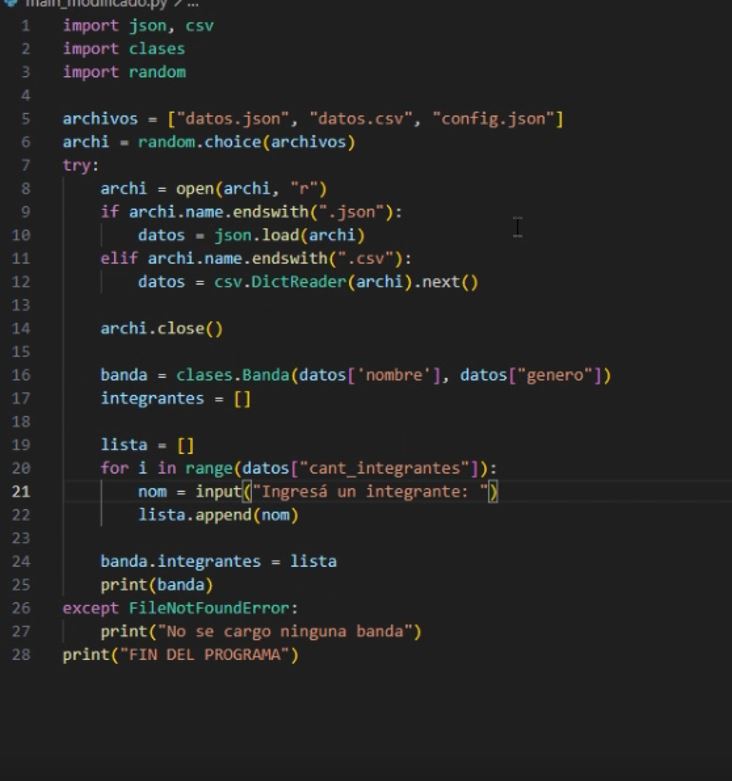 main_modificado.py > ...
1 import json, csv
2 import clases
3 import random
4
5 archivos = ["datos.json", "datos.csv", "config.json"]
6 archi = random.choice(archivos)
7 try:
8     archi = open(archi, "r")
9     if archi.name.endswith(".json"):
10         datos = json.load(archi)
11     elif archi.name.endswith(".csv"):
12         datos = csv.DictReader(archi).next()
13
14     archi.close()
15
16     banda = clases.Banda(datos['nombre'], datos["genero"])
17     integrantes = []
18
19     lista = []
20     for i in range(datos["cant_integrantes"]):
21         nom = input("Ingresá un integrante: ")
22         lista.append(nom)
23
24     banda.integrantes = lista
25     print(banda)
26 except FileNotFoundError:
27     print("No se cargo ninguna banda")
28 print("FIN DEL PROGRAMA")